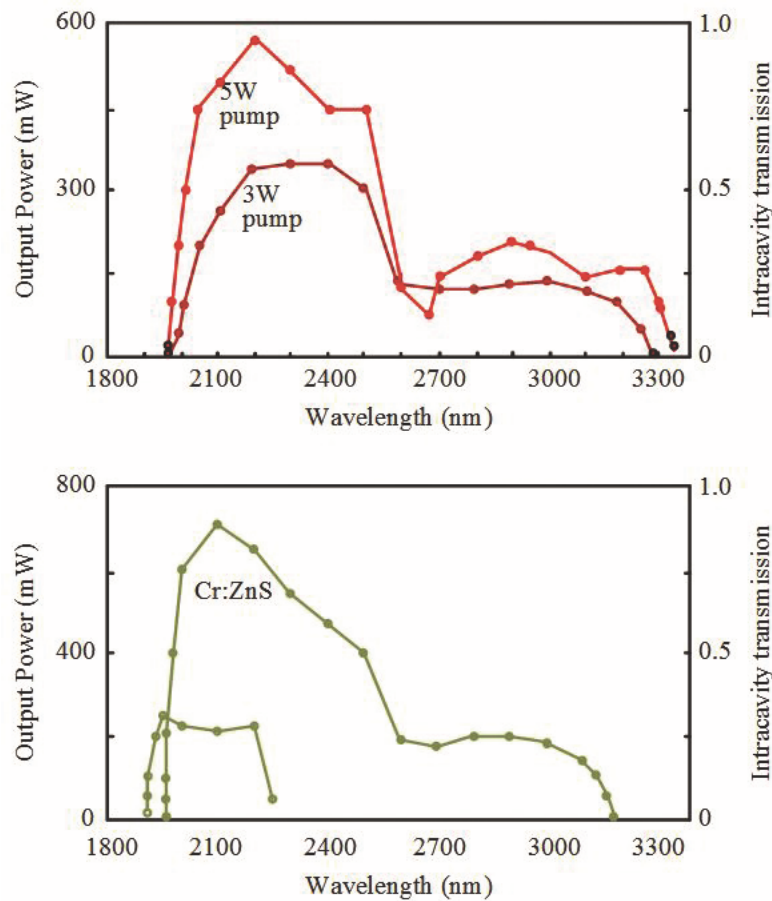 600
1.0
Output Power (mW)
5W
pump
3W
pump
300
0.5
Intracavity transmission
0
0
1800
2100
2400
2700
3000
3300
Wavelength (nm)
800
1.0
Output Power (mW)
Cr:ZnS
400
0.5
Intracavity transmission
0
0
1800
2100
2400
2700
3000
3300
Wavelength (nm)